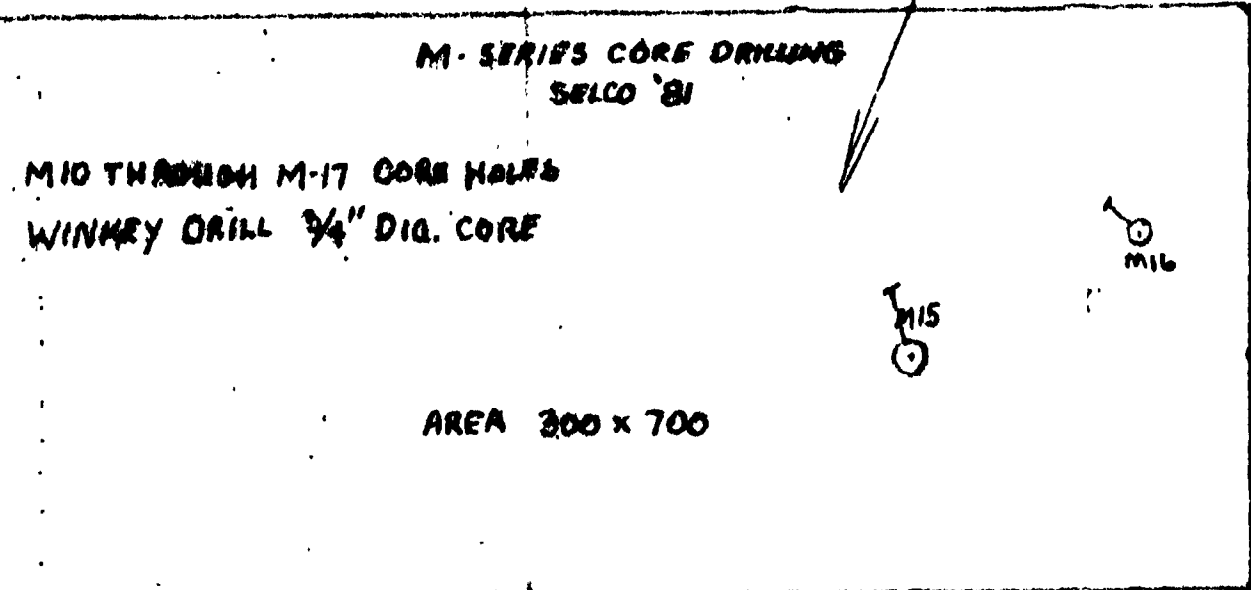 M-SERIES CORE DRILLING
SELCO '81
M10 THROUGH M-17 CORE HOLES
WINKEY DRILL 3/4" DIA. CORE
M16
M15
AREA 300 x 700